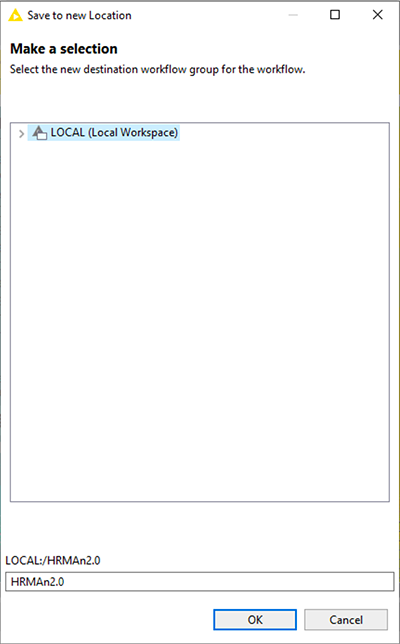 Save to new Location
Make a selection
Select the new destination workflow group for the workflow.
LOCAL (Local Workspace)
LOCAL:/HRMAn2.0
HRMAn2.0
OK Cancel